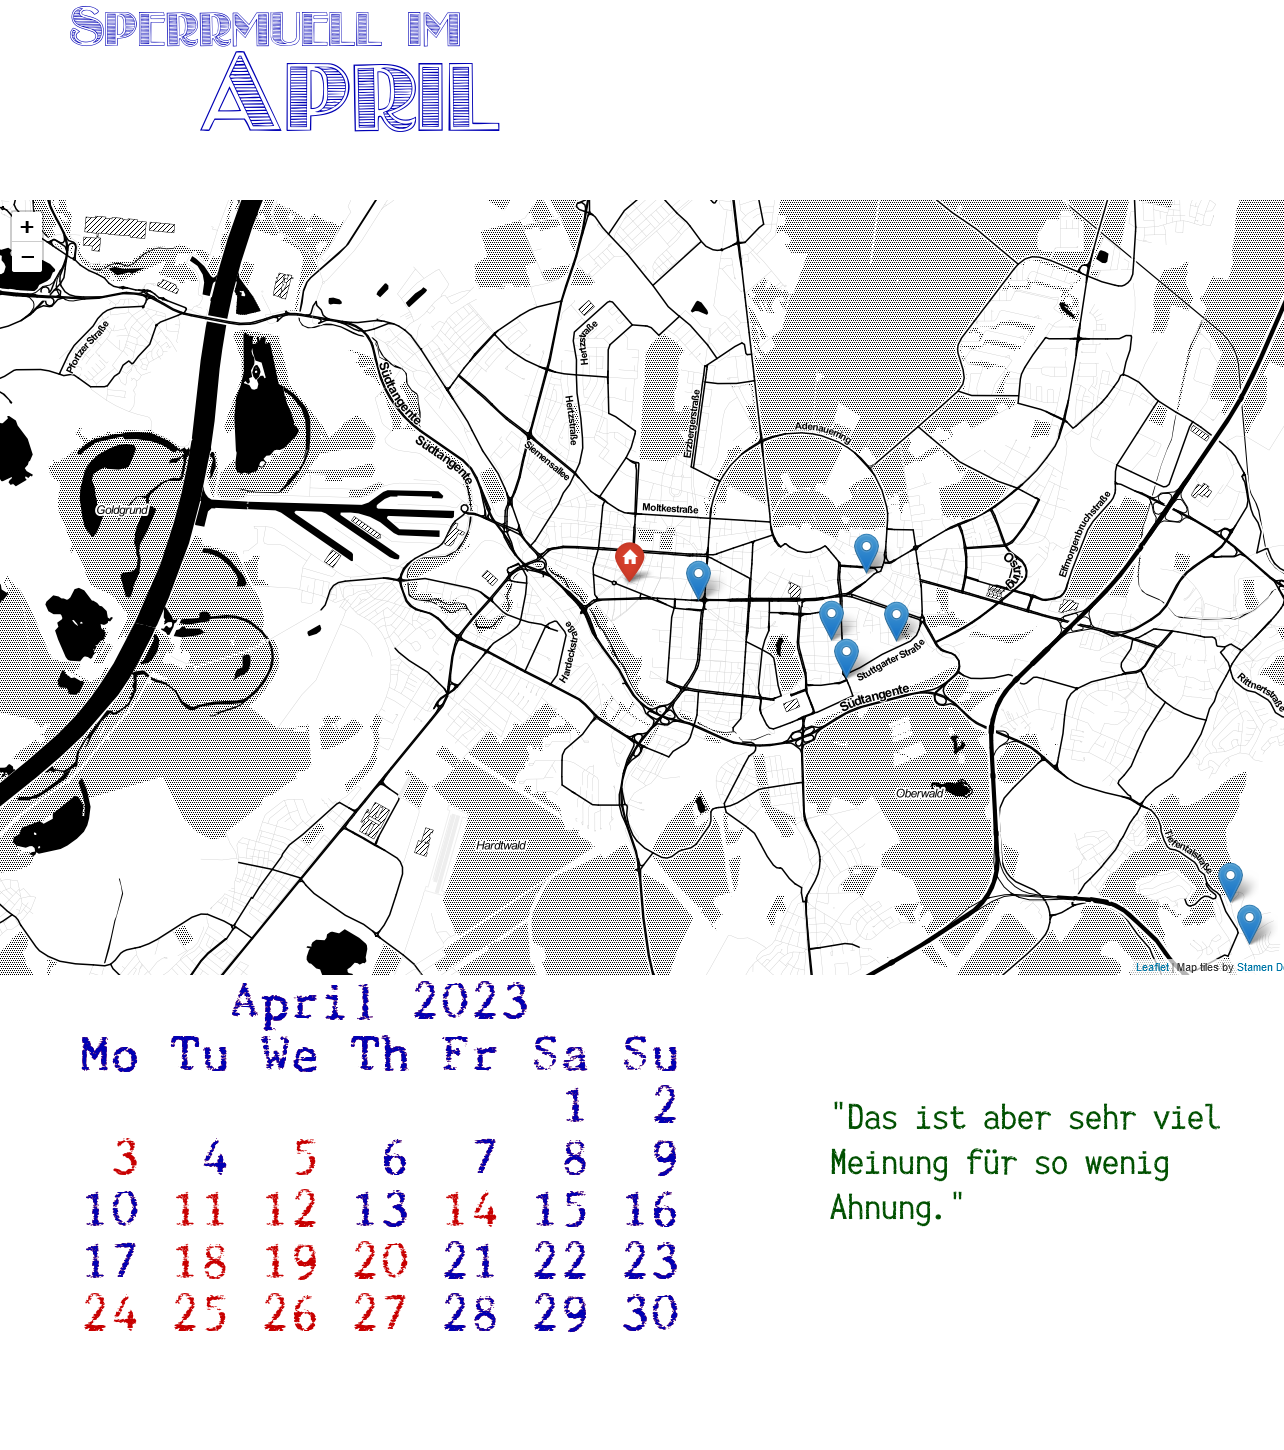 Sperrmuell im
April
+
−
Pfortzer Straße
Südtangente
Südtangente
Hertzstraße
Hertzstraße
Siemensallee
Erzbergerstraße
Adenauerring
Moltkestraße
Goldgrund
Elfmorgenbruchstraße
Ostring
Hardeckstraße
Stuttgarter Straße
Südtangente
Rittnertstraße
Oberwald
Hardtwald
Tiefentalstraße
Leaflet | Map tiles by Stamen D
April 2023
Mo Tu We Th Fr Sa Su
1 2
3 4 5 6 7 8 9
10 11 12 13 14 15 16
17 18 19 20 21 22 23
24 25 26 27 28 29 30
"Das ist aber sehr viel
Meinung für so wenig
Ahnung."